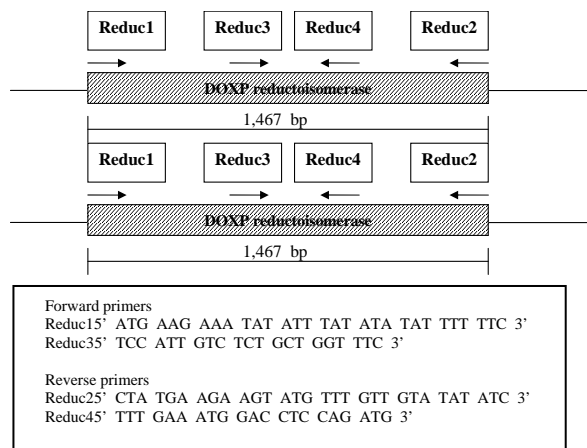 Reduc1 Reduc3 Reduc4 Reduc2
DOXP reductoisomerase
1,467 bp
Reduc1 Reduc3 Reduc4 Reduc2
DOXP reductoisomerase
1,467 bp
Forward primers
Reduc15’ ATG AAG AAA TAT ATT TAT ATA TAT TTT TTC 3’
Reduc35’ TCC ATT GTC TCT GCT GGT TTC 3’
Reverse primers
Reduc25’ CTA TGA AGA AGT ATG TTT GTT GTA TAT ATC 3’
Reduc45’ TTT GAA ATG GAC CTC CAG ATG 3’